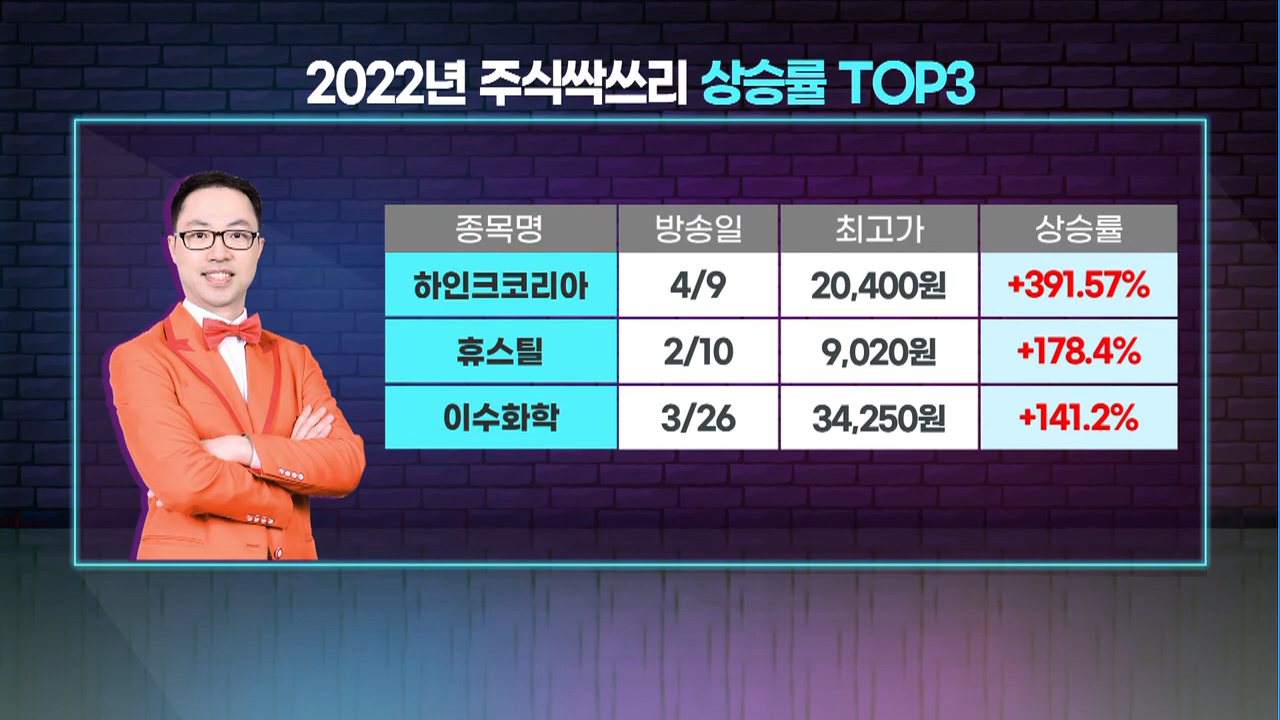 2022년 주식싹쓰리 상승률 TOP3
종목명 방송일 최고가 상승률
하인크코리아 4/9 20,400원 +391.57%
휴스틸 2/10 9,020원 +178.4%
이수화학 3/26 34,250원 +141.2%